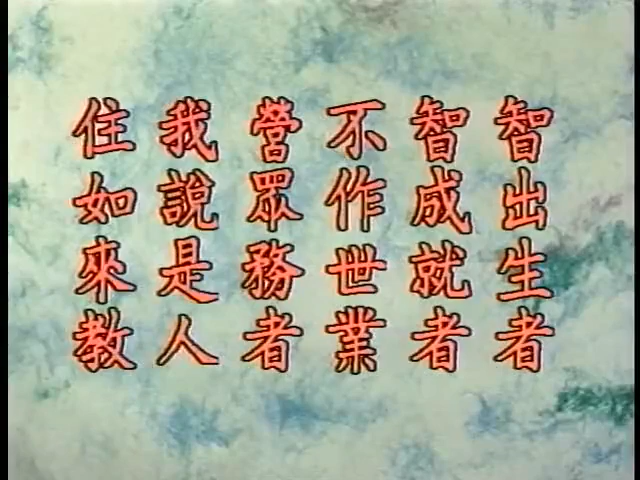 智出生者
智成就者
不作世業
營眾務者
我說是人
住如來教